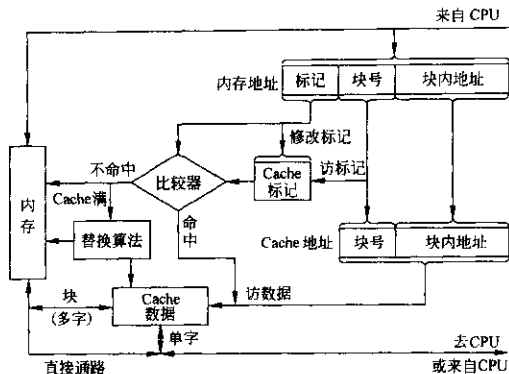 来自 CPU
内存地址 标记 块号 块内地址
修改标记
不命中 比较器 Cache 标记 访标记
内存
Cache满
命中
替换算法
Cache 地址 块号 块内地址
块
(多字)
Cache 数据
访数据
单字
直接通路
去CPU
或来自CPU